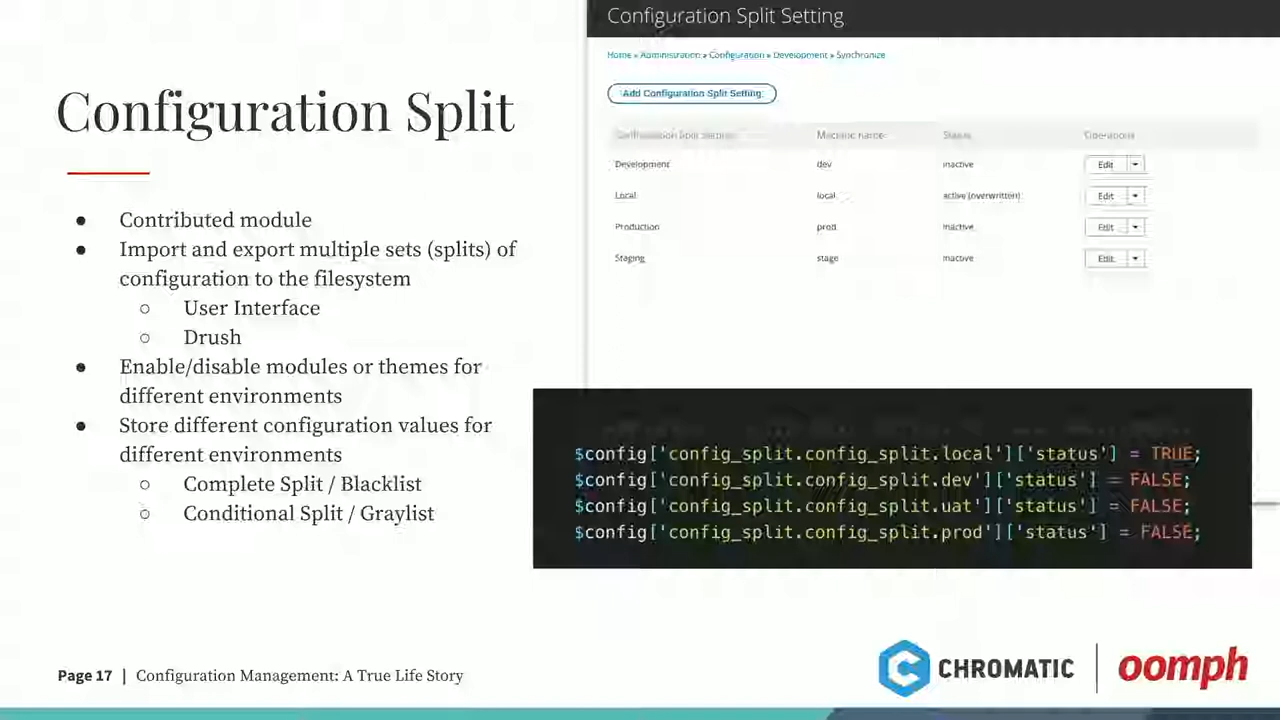 Configuration Split
● Contributed module
● Import and export multiple sets (splits) of
configuration to the filesystem
○ User Interface
○ Drush
● Enable/disable modules or themes for
different environments
● Store different configuration values for
different environments
○ Complete Split / Blacklist
○ Conditional Split / Graylist
Configuration Split Setting
Home » Administration » Configuration » Development » Synchronize
Add Configuration Split Setting
Configuration Split setting Machine name Status Operations
Development dev inactive Edit
Local local active (overwritten) Edit
Production prod inactive Edit
Staging stage inactive Edit
$config['config_split.config_split.local']['status'] = TRUE;
$config['config_split.config_split.dev']['status'] = FALSE;
$config['config_split.config_split.uat']['status'] = FALSE;
$config['config_split.config_split.prod']['status'] = FALSE;
Page 17 | Configuration Management: A True Life Story
CHROMATIC | oomph